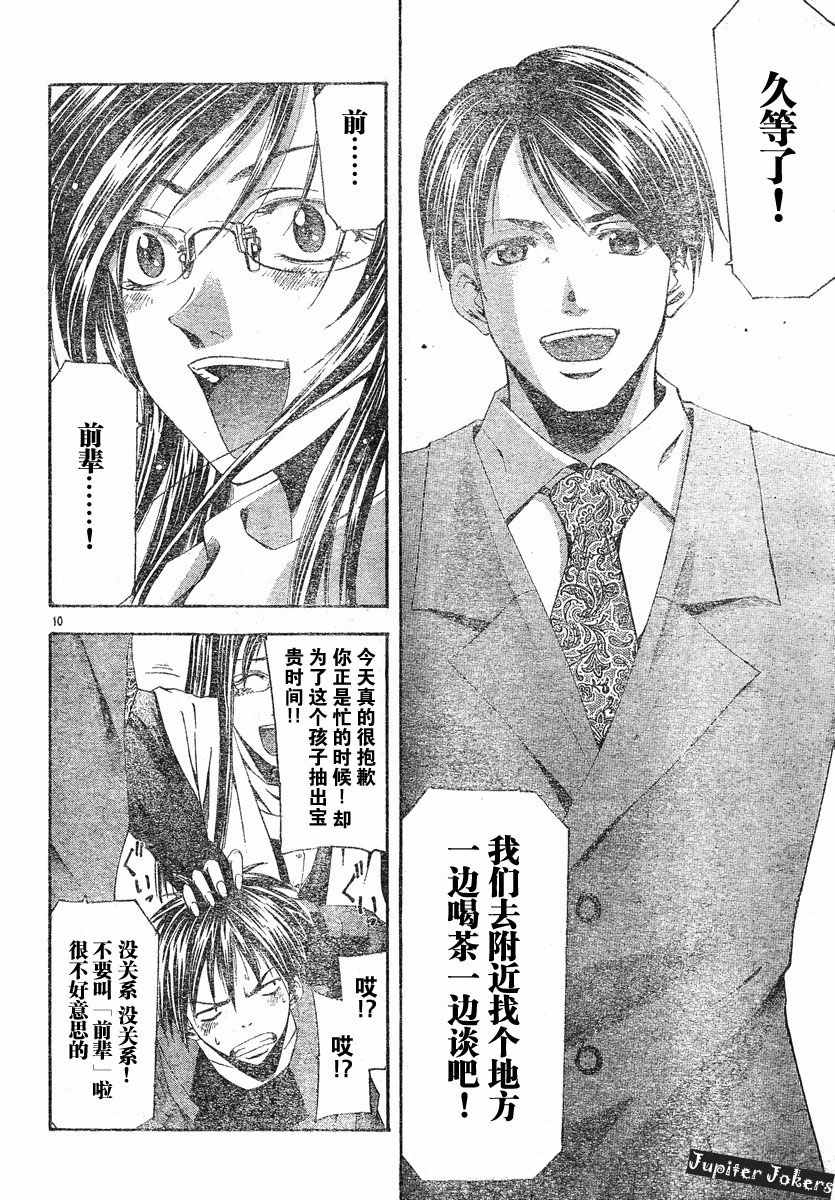 久等了！
我们去附近找个地方
一边喝茶一边谈吧！
前……
前辈……！
今天真的很抱歉
你正是忙的时候！却
为了这个孩子抽出宝
贵时间!!
哎!?
哎!?
没关系 没关系！
不要叫「前辈」啦
很不好意思的
10
Jupiter Jokers